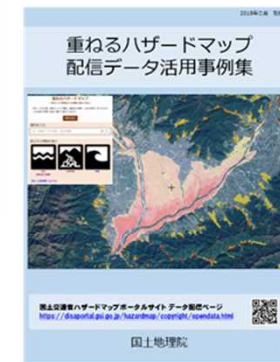 重ねるハザードマップ
配信データ活用事例集
国土交通省ハザードマップポータルサイト データ配信ページ
https://disaportal.gsi.go.jp/hazardmap/copyright/opendata.html
国土地理院